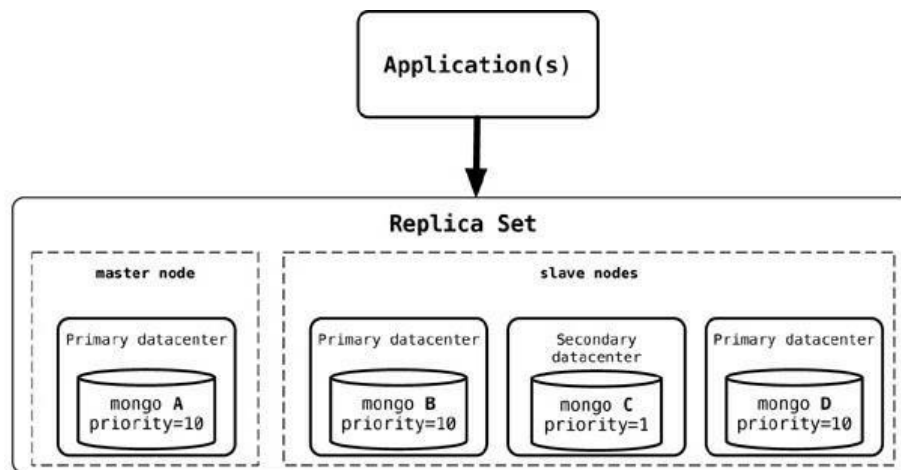 Application(s)
Replica Set
master node
slave nodes
Primary datacenter
mongo A
priority=10
Primary datacenter
mongo B
priority=10
Secondary
datacenter
mongo C
priority=1
Primary datacenter
mongo D
priority=10